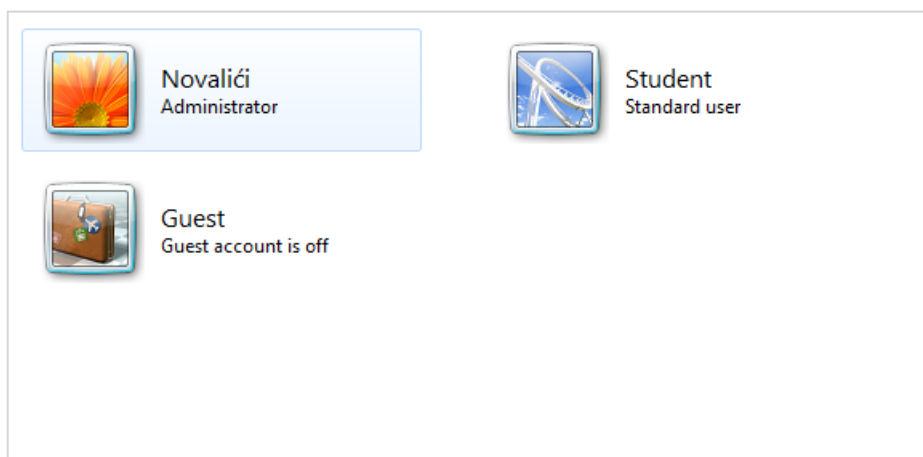 Novalići
Administrator
Student
Standard user
Guest
Guest account is off